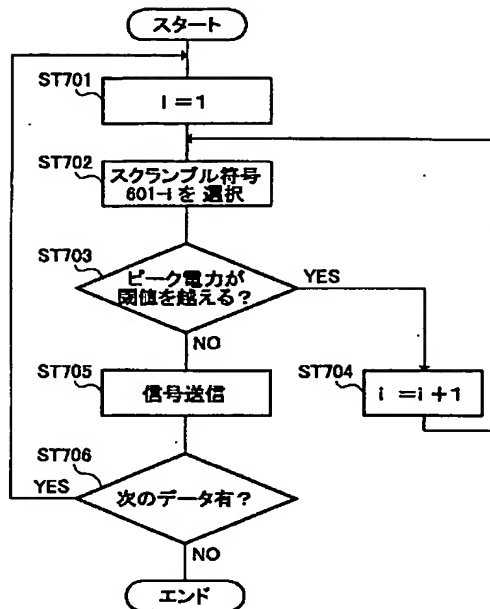 スタート
ST701
I=1
ST702
スクランブル符号
601-iを 選択
ST703
ピーク電力が
閾値を越える?
YES
NO
ST705
信号送信
ST704
i =i+1
ST706
YES
次のデータ有?
NO
エンド